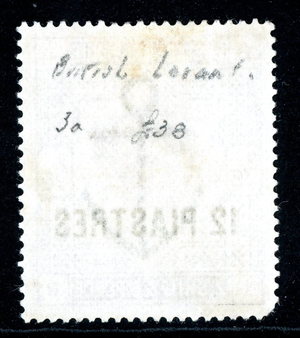 British Levant.
3a £38
12 PIASTRES